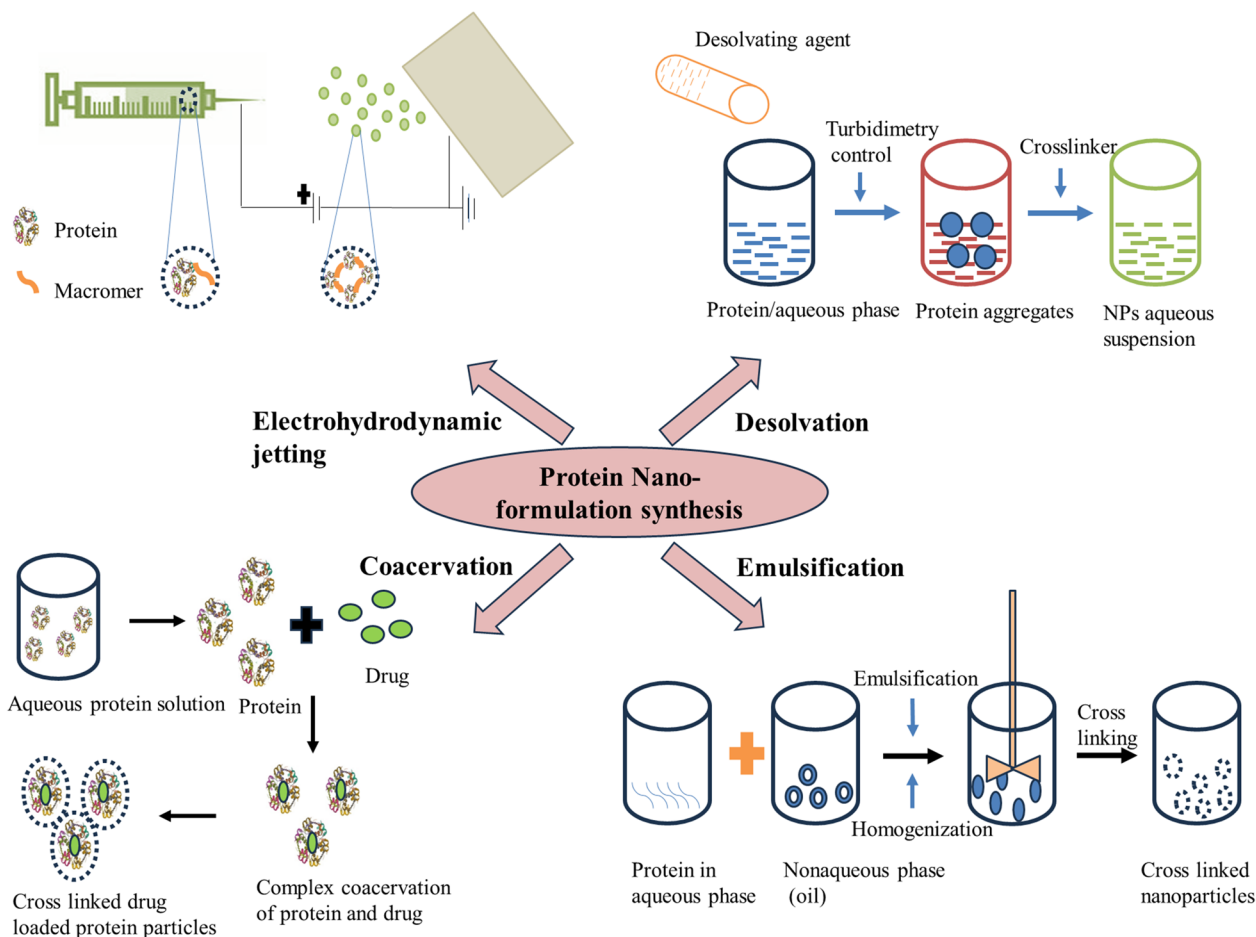 Desolvating agent
Turbidimetry
control
Crosslinker
Protein
Macromer
Protein/aqueous phase
Protein aggregates
NPs aqueous
suspension
Electrohydrodynamic
jetting
Desolvation
Protein Nano-
formulation synthesis
Coacervation
Emulsification
Aqueous protein solution
Protein
Drug
Complex coacervation
of protein and drug
Cross linked drug
loaded protein particles
Emulsification
Homogenization
Cross
linking
Protein in
aqueous phase
Nonaqueous phase
(oil)
Cross linked
nanoparticles